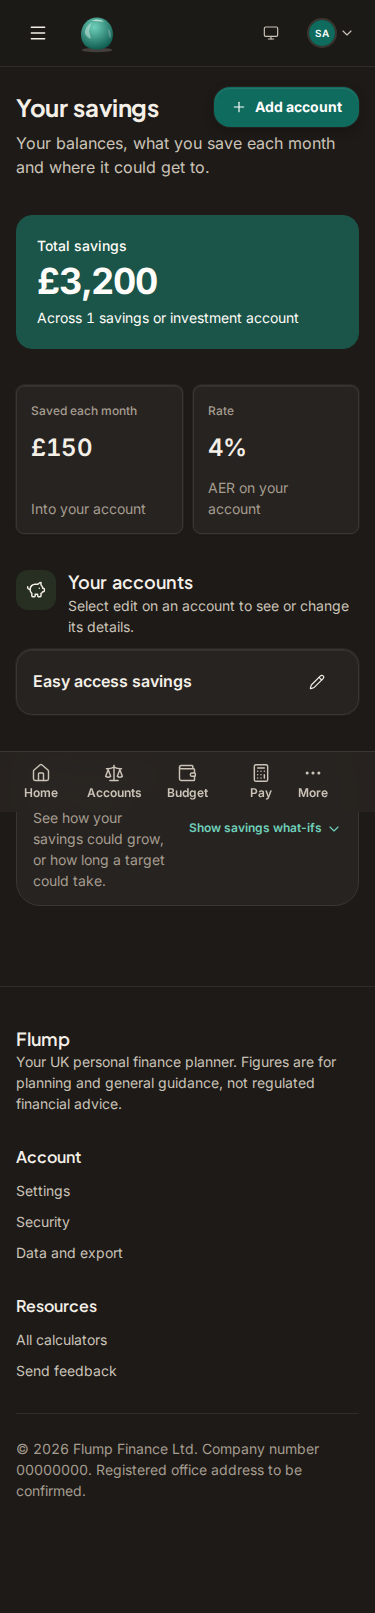 SA
Your savings
Add account
Your balances, what you save each month
and where it could get to.
Total savings
£3,200
Across 1 savings or investment account
Saved each month
£150
Into your account
Rate
4%
AER on your
account
Your accounts
Select edit on an account to see or change
its details.
Easy access savings
Home
Accounts
Budget
Pay
More
See how your
savings could grow,
or how long a target
could take.
Show savings what-ifs
Flump
Your UK personal finance planner. Figures are for
planning and general guidance, not regulated
financial advice.
Account
Settings
Security
Data and export
Resources
All calculators
Send feedback
© 2026 Flump Finance Ltd. Company number
00000000. Registered office address to be
confirmed.